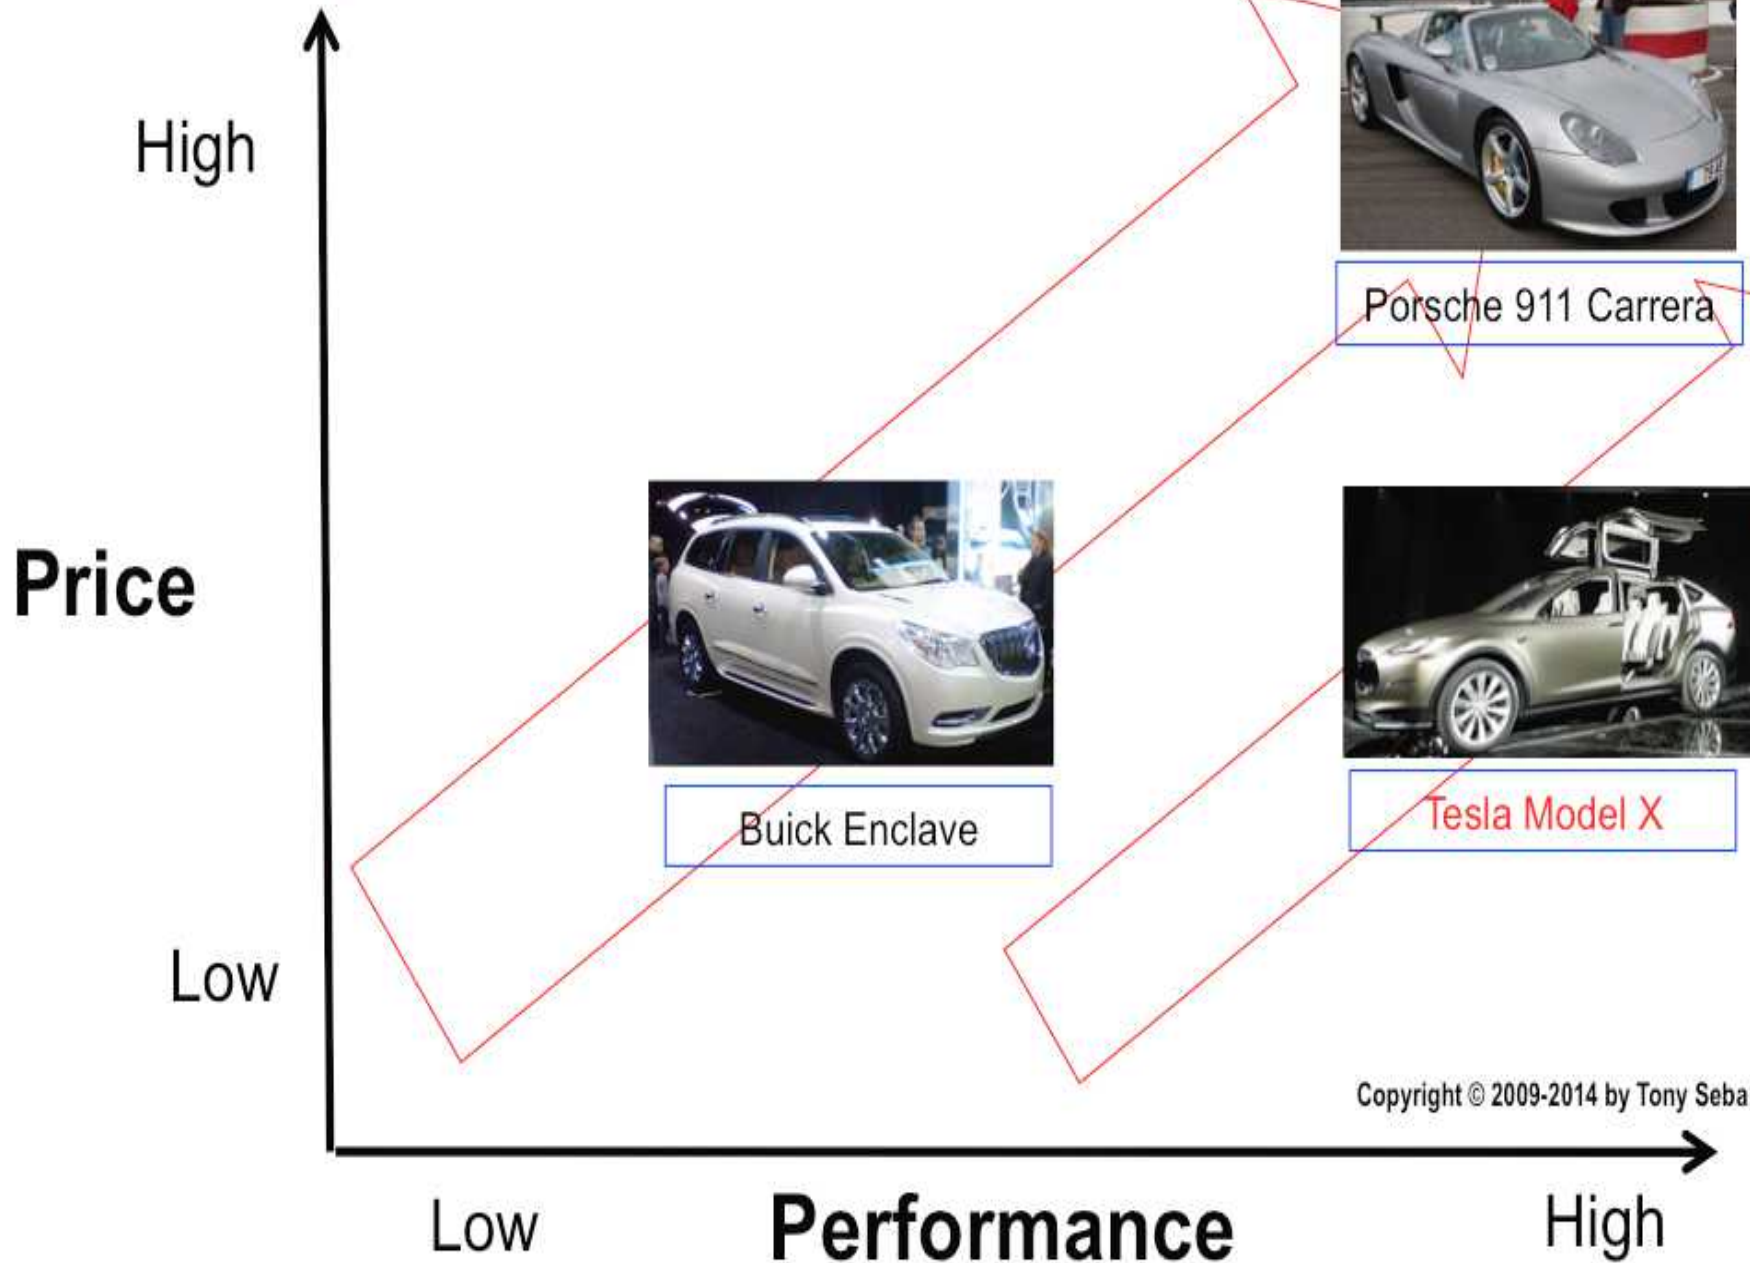 High
Porsche 911 Carrera
Price
Buick Enclave
Tesla Model X
Low
Copyright © 2009-2014 by Tony Seba
Low
Performance
High